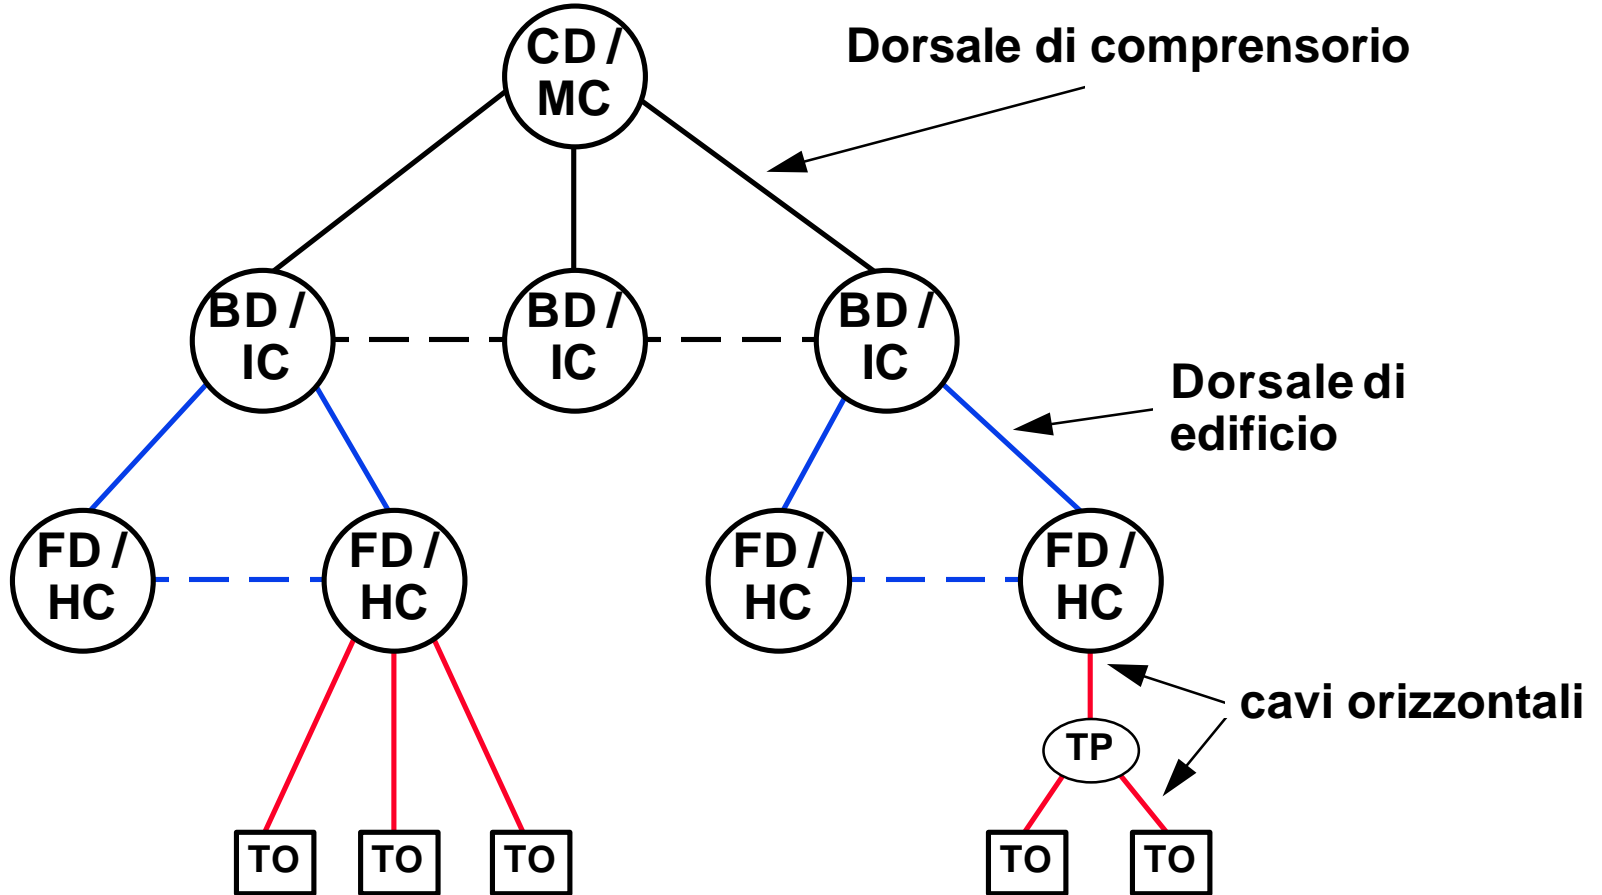 CD /
MC
Dorsale di comprensorio
BD /
IC
BD /
IC
BD /
IC
Dorsale di
edificio
FD /
HC
FD /
HC
FD /
HC
FD /
HC
cavi orizzontali
TP
TO
TO
TO
TO
TO